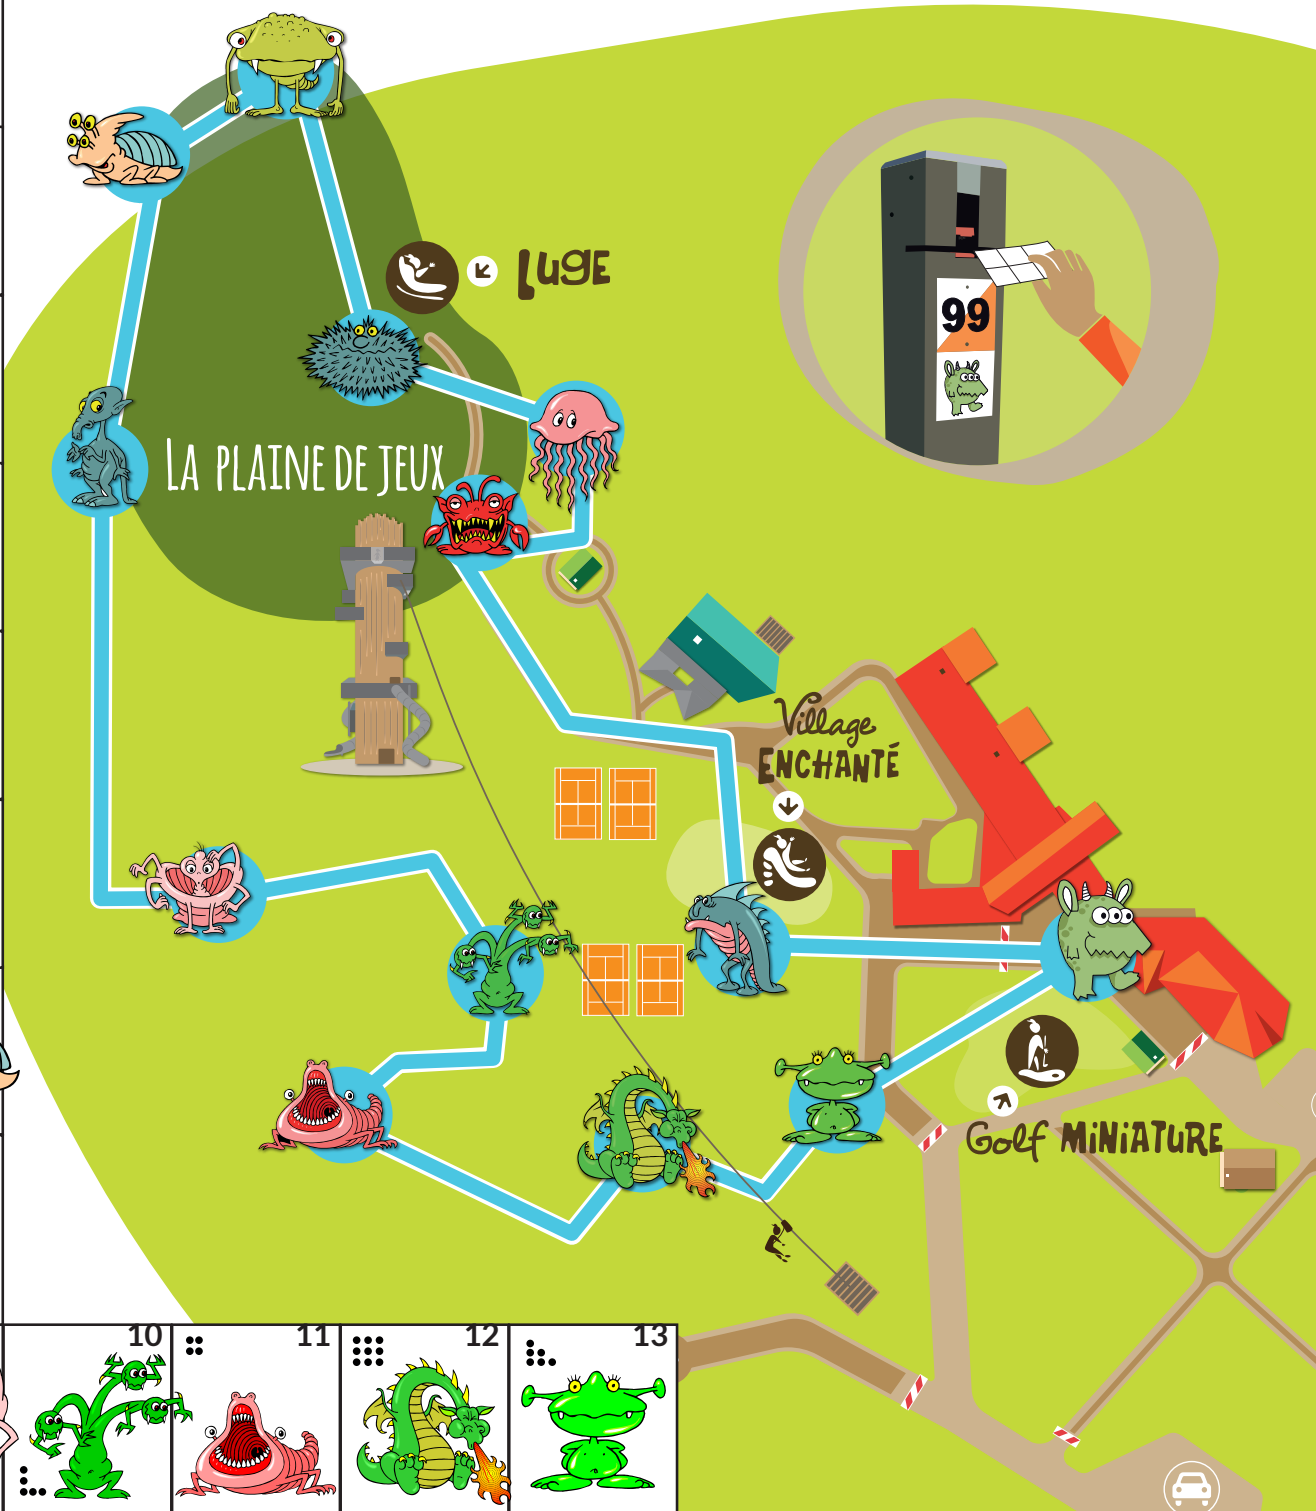 LUGE
99
LA PLAINE DE JEUX
Village
ENCHANTÉ
Golf MINIATURE
10
11
12
13